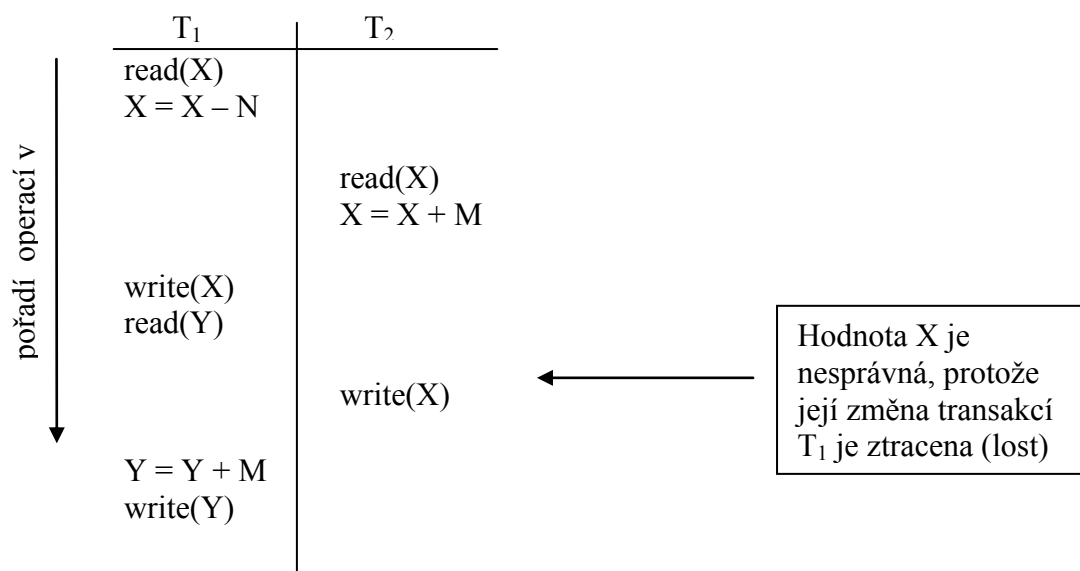 T₁ T₂
read(X)
X = X – N
read(X)
X = X + M
write(X)
read(Y)
write(X)
Y = Y + M
write(Y)
pořadí operací v
Hodnota X je
nesprávná, protože
její změna transakcí
T₁ je ztracena (lost)